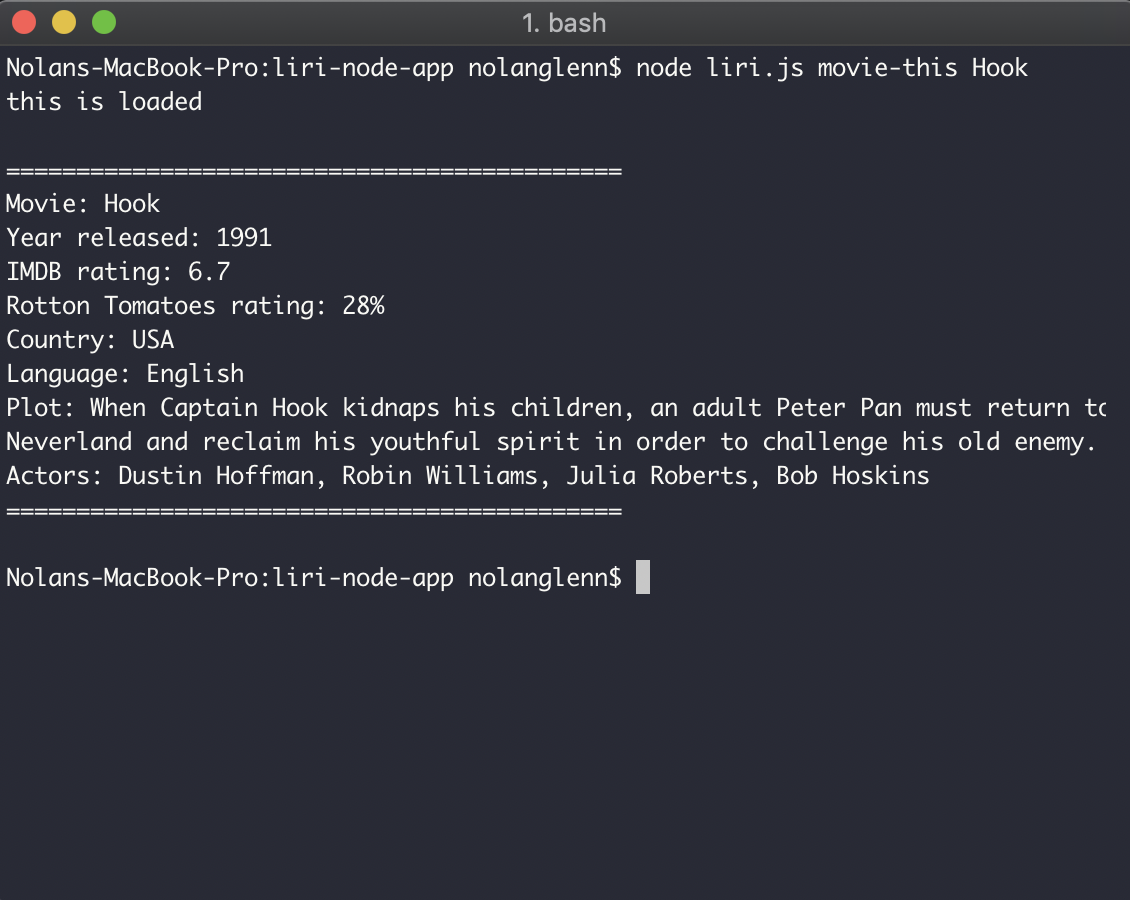 1. bash
Nolans-MacBook-Pro:liri-node-app nolanglenn$ node liri.js movie-this Hook
this is loaded
============================================
Movie: Hook
Year released: 1991
IMDB rating: 6.7
Rotton Tomatoes rating: 28%
Country: USA
Language: English
Plot: When Captain Hook kidnaps his children, an adult Peter Pan must return to
Neverland and reclaim his youthful spirit in order to challenge his old enemy.
Actors: Dustin Hoffman, Robin Williams, Julia Roberts, Bob Hoskins
============================================
Nolans-MacBook-Pro:liri-node-app nolanglenn$